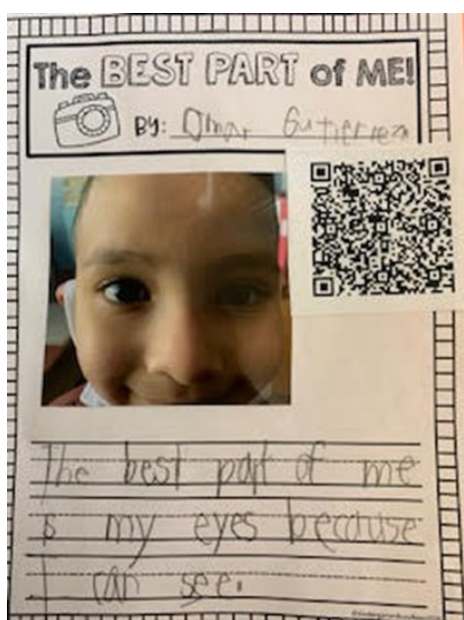 The BEST PART of ME!
BY: Omar Gutierrez
The best part of me
is my eyes because
I can see.